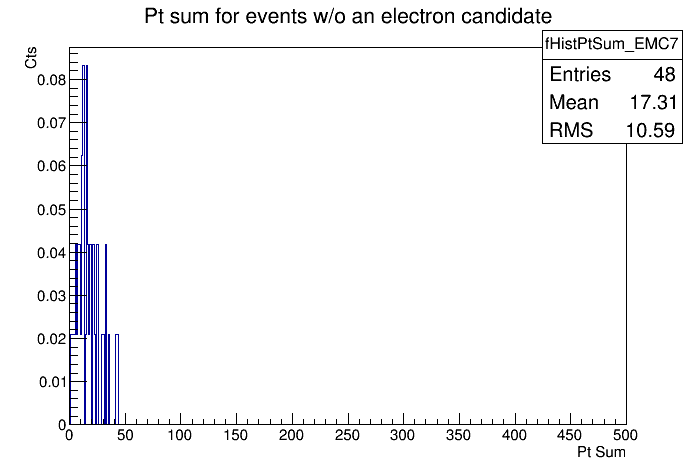 Pt sum for events w/o an electron candidate
fHistPtSum_EMC7
Entries 48
Mean 17.31
RMS 10.59
Cts
0.08
0.07
0.06
0.05
0.04
0.03
0.02
0.01
0
0 50 100 150 200 250 300 350 400 450 500
Pt Sum